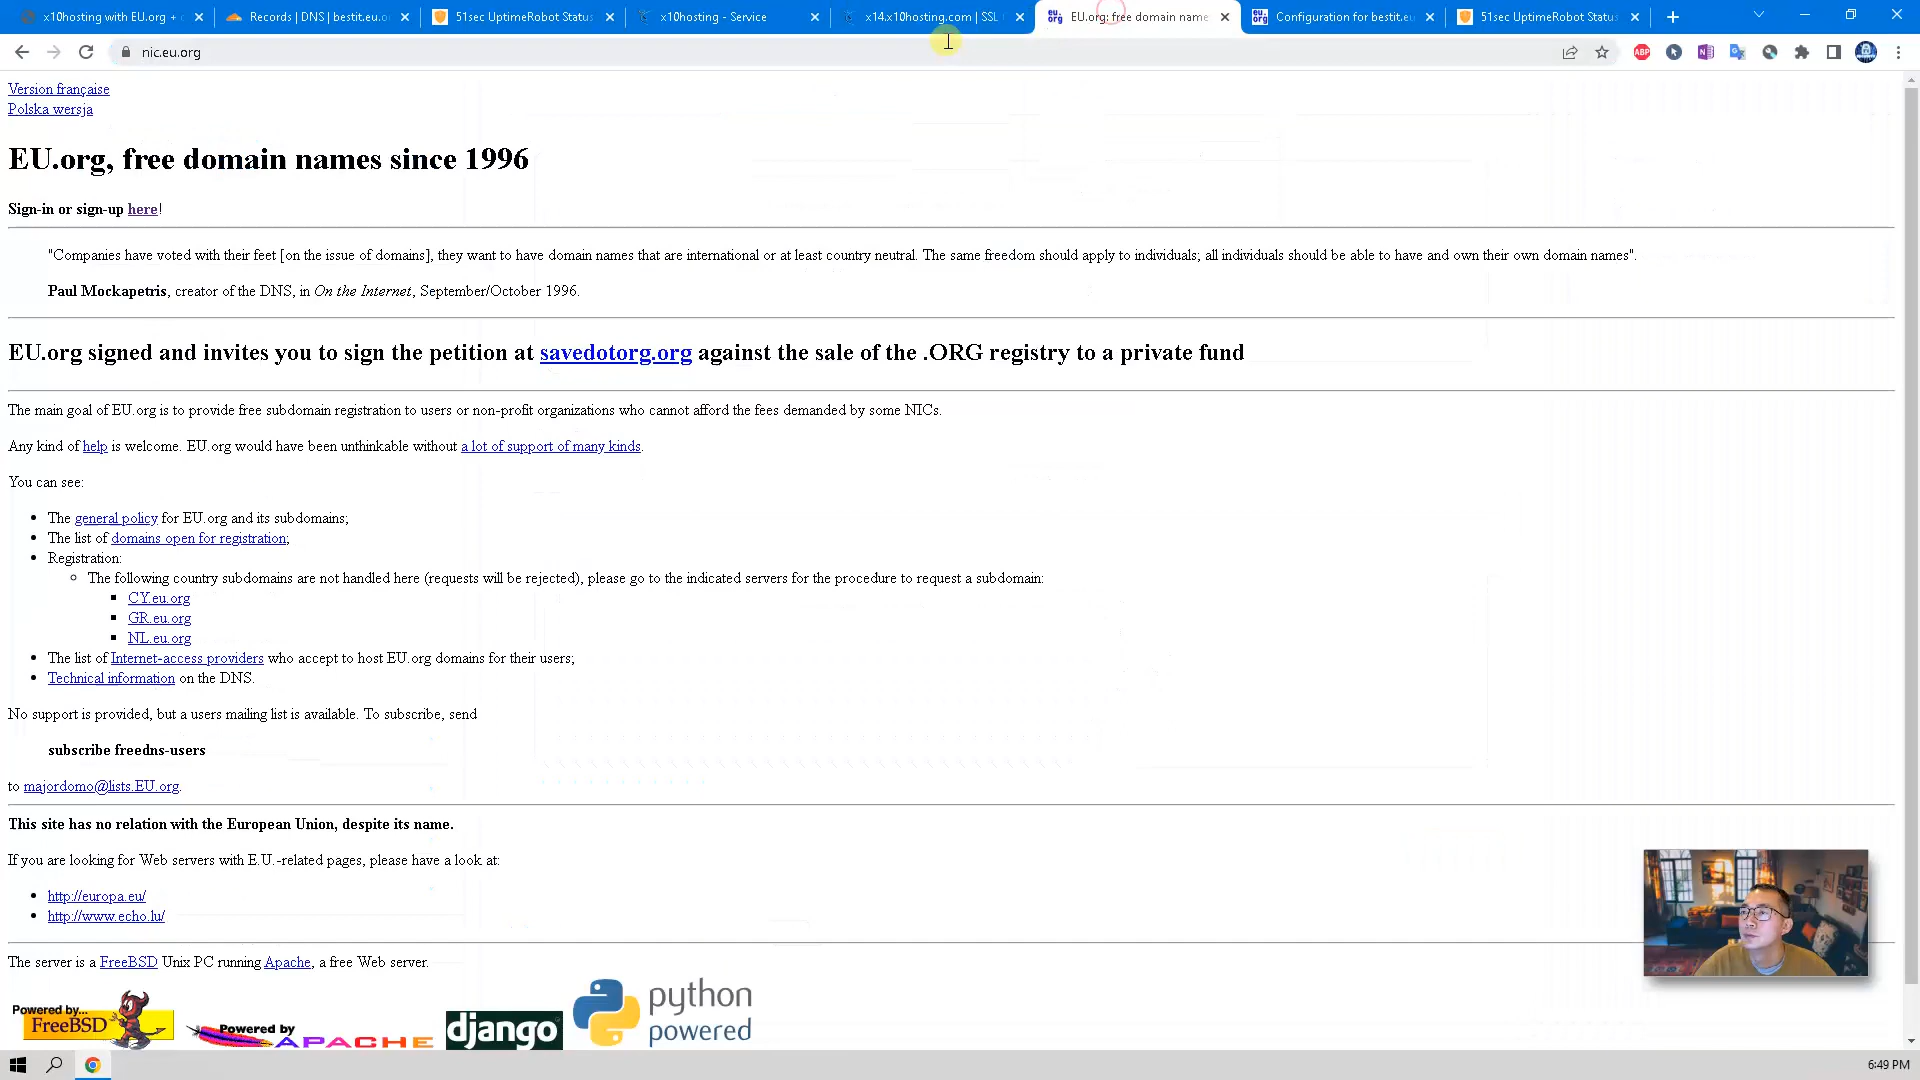 x10hosting with EU.org + c
Records | DNS | bestit.eu.o
51sec UptimeRobot Status
x10hosting - Service
x14.x10hosting.com | SSL
EU.org: free domain name
Configuration for bestit.eu
51sec UptimeRobot Status
nic.eu.org
Version française
Polska wersja
EU.org, free domain names since 1996
Sign-in or sign-up here!
"Companies have voted with their feet [on the issue of domains], they want to have domain names that are international or at least country neutral. The same freedom should apply to individuals; all individuals should be able to have and own their own domain names".
Paul Mockapetris, creator of the DNS, in On the Internet, September/October 1996.
EU.org signed and invites you to sign the petition at savedotorg.org against the sale of the .ORG registry to a private fund
The main goal of EU.org is to provide free subdomain registration to users or non-profit organizations who cannot afford the fees demanded by some NICs.
Any kind of help is welcome. EU.org would have been unthinkable without a lot of support of many kinds.
You can see:
The general policy for EU.org and its subdomains;
The list of domains open for registration;
Registration:
The following country subdomains are not handled here (requests will be rejected), please go to the indicated servers for the procedure to request a subdomain:
CY.eu.org
GR.eu.org
NL.eu.org
The list of Internet-access providers who accept to host EU.org domains for their users;
Technical information on the DNS.
No support is provided, but a users mailing list is available. To subscribe, send
subscribe freedns-users
to majordomo@lists.EU.org.
This site has no relation with the European Union, despite its name.
If you are looking for Web servers with E.U.-related pages, please have a look at:
http://europa.eu/
http://www.echo.lu/
The server is a FreeBSD Unix PC running Apache, a free Web server.
Powered by...
FreeBSD
Powered by
APACHE
django
python
powered
6:49 PM